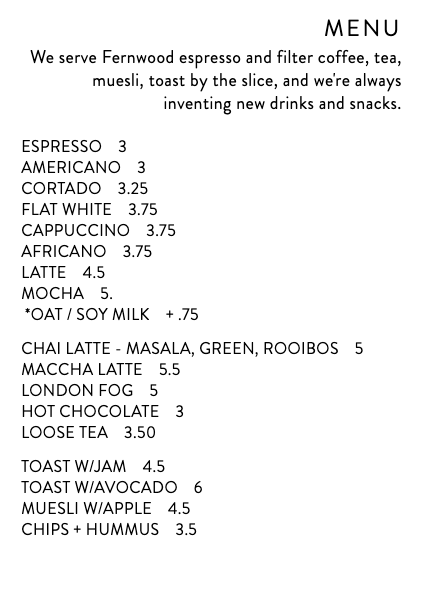 MENU
We serve Fernwood espresso and filter coffee, tea,
muesli, toast by the slice, and we're always
inventing new drinks and snacks.
ESPRESSO 3
AMERICANO 3
CORTADO 3.25
FLAT WHITE 3.75
CAPPUCCINO 3.75
AFRICANO 3.75
LATTE 4.5
MOCHA 5.
*OAT / SOY MILK + .75
CHAI LATTE - MASALA, GREEN, ROOIBOS 5
MACCHA LATTE 5.5
LONDON FOG 5
HOT CHOCOLATE 3
LOOSE TEA 3.50
TOAST W/JAM 4.5
TOAST W/AVOCADO 6
MUESLI W/APPLE 4.5
CHIPS + HUMMUS 3.5